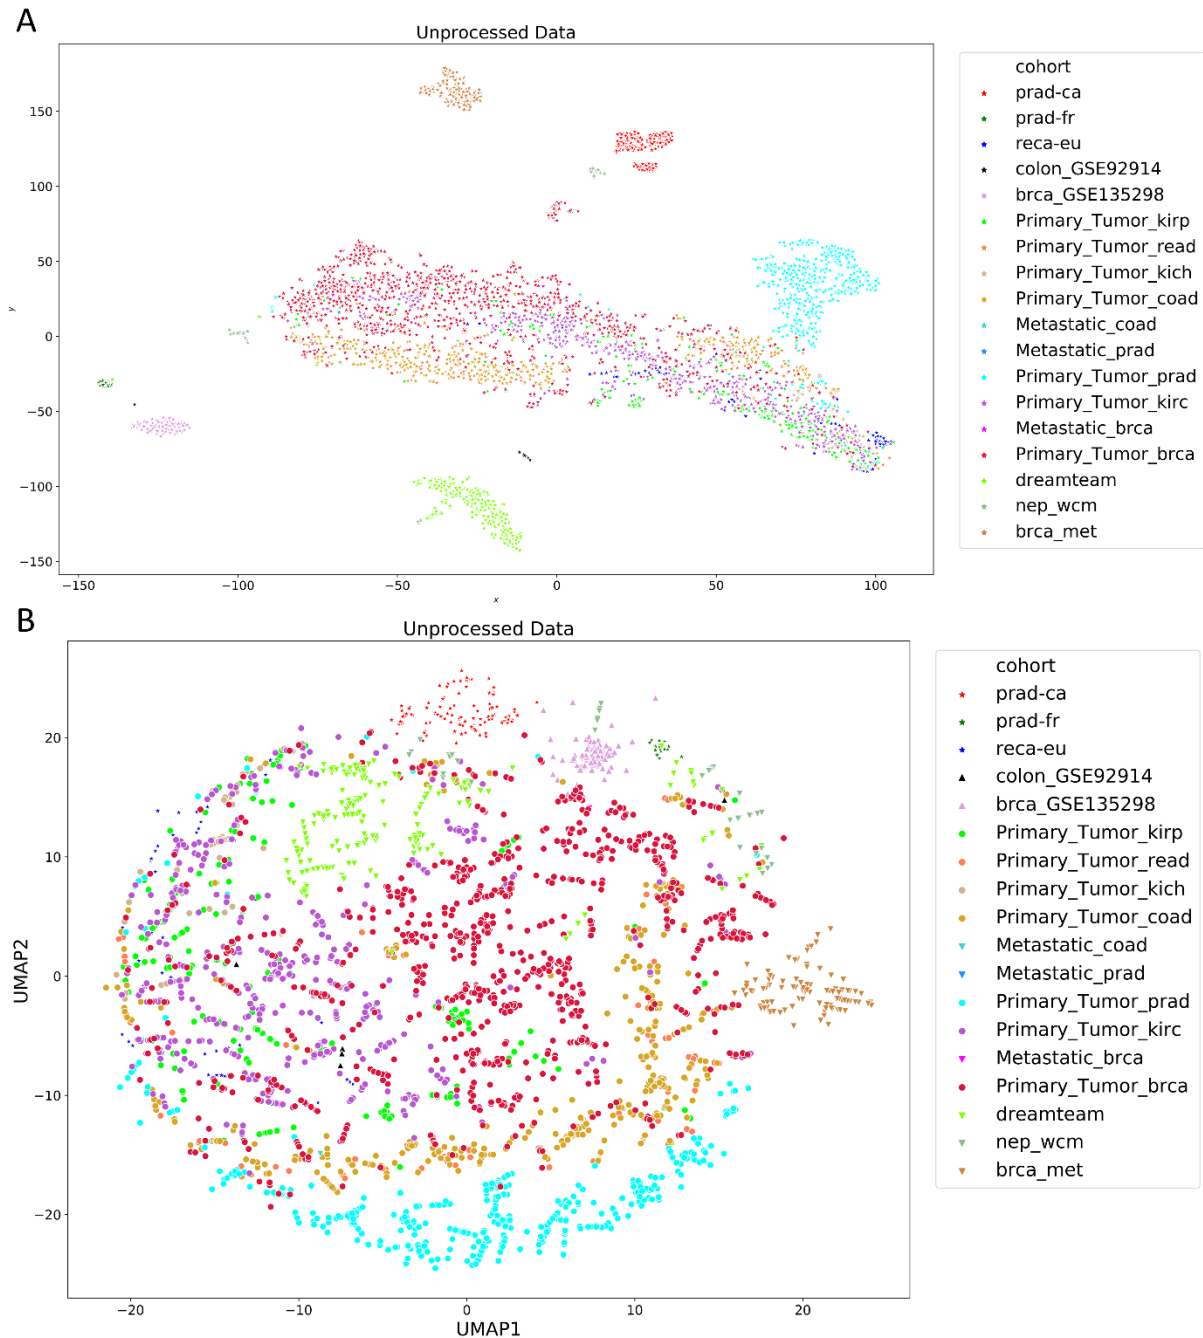 A
Unprocessed Data
150
100
50
0
−50
−100
−150
y
−150
−100
−50
0
50
100
x
cohort
prad-ca
prad-fr
reca-eu
colon_GSE92914
brca_GSE135298
Primary_Tumor_kirp
Primary_Tumor_read
Primary_Tumor_kich
Primary_Tumor_coad
Metastatic_coad
Metastatic_prad
Primary_Tumor_prad
Primary_Tumor_kirc
Metastatic_brca
Primary_Tumor_brca
dreamteam
nep_wcm
brca_met
B
Unprocessed Data
20
10
0
−10
−20
UMAP2
−20
−10
0
10
20
UMAP1
cohort
prad-ca
prad-fr
reca-eu
colon_GSE92914
brca_GSE135298
Primary_Tumor_kirp
Primary_Tumor_read
Primary_Tumor_kich
Primary_Tumor_coad
Metastatic_coad
Metastatic_prad
Primary_Tumor_prad
Primary_Tumor_kirc
Metastatic_brca
Primary_Tumor_brca
dreamteam
nep_wcm
brca_met